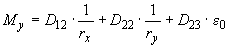 M_y = D_12 · 1/r_x + D_22 · 1/r_y + D_23 · ε_0